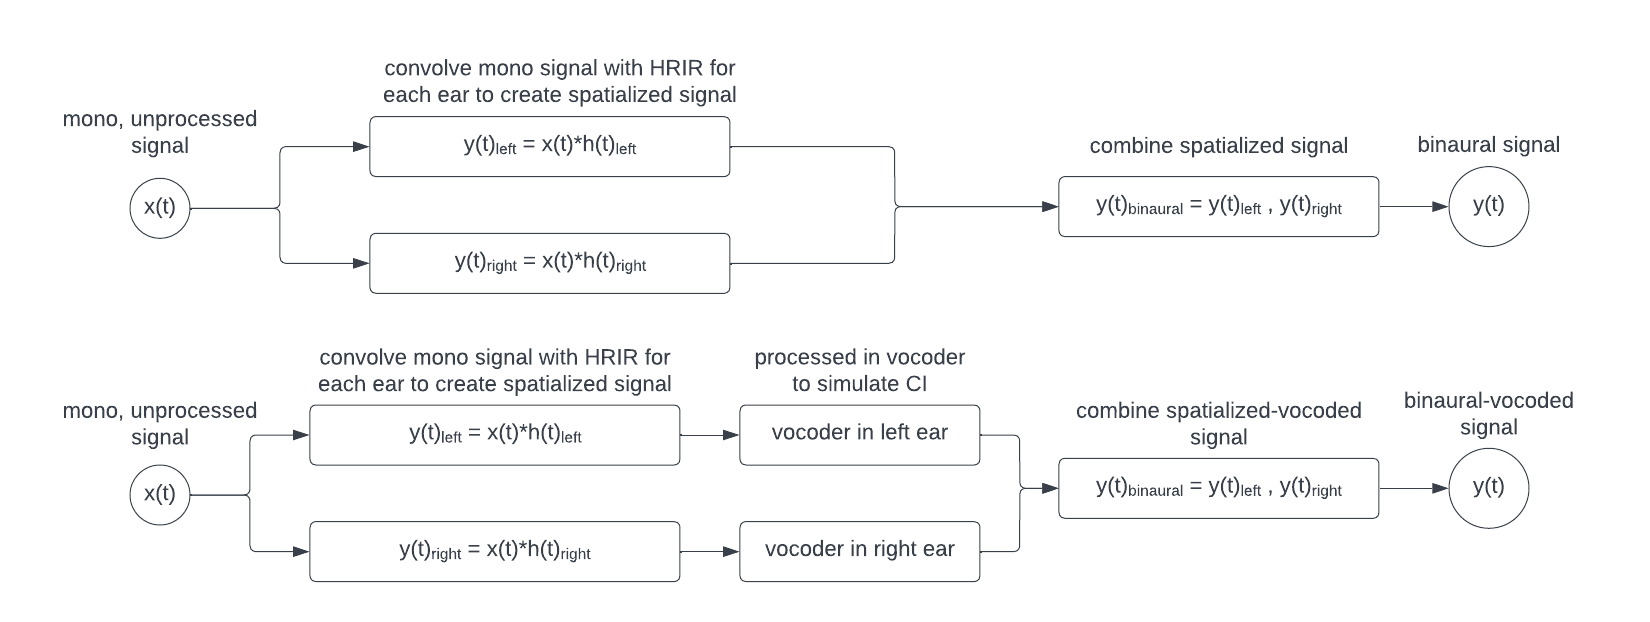 convolve mono signal with HRIR for
each ear to create spatialized signal
mono, unprocessed
signal
x(t)
y(t)left = x(t)*h(t)left
y(t)right = x(t)*h(t)right
combine spatialized signal
y(t)binaural = y(t)left , y(t)right
binaural signal
y(t)
convolve mono signal with HRIR for
each ear to create spatialized signal
processed in vocoder
to simulate CI
mono, unprocessed
signal
x(t)
y(t)left = x(t)*h(t)left
vocoder in left ear
y(t)right = x(t)*h(t)right
vocoder in right ear
combine spatialized-vocoded
signal
y(t)binaural = y(t)left , y(t)right
binaural-vocoded
signal
y(t)